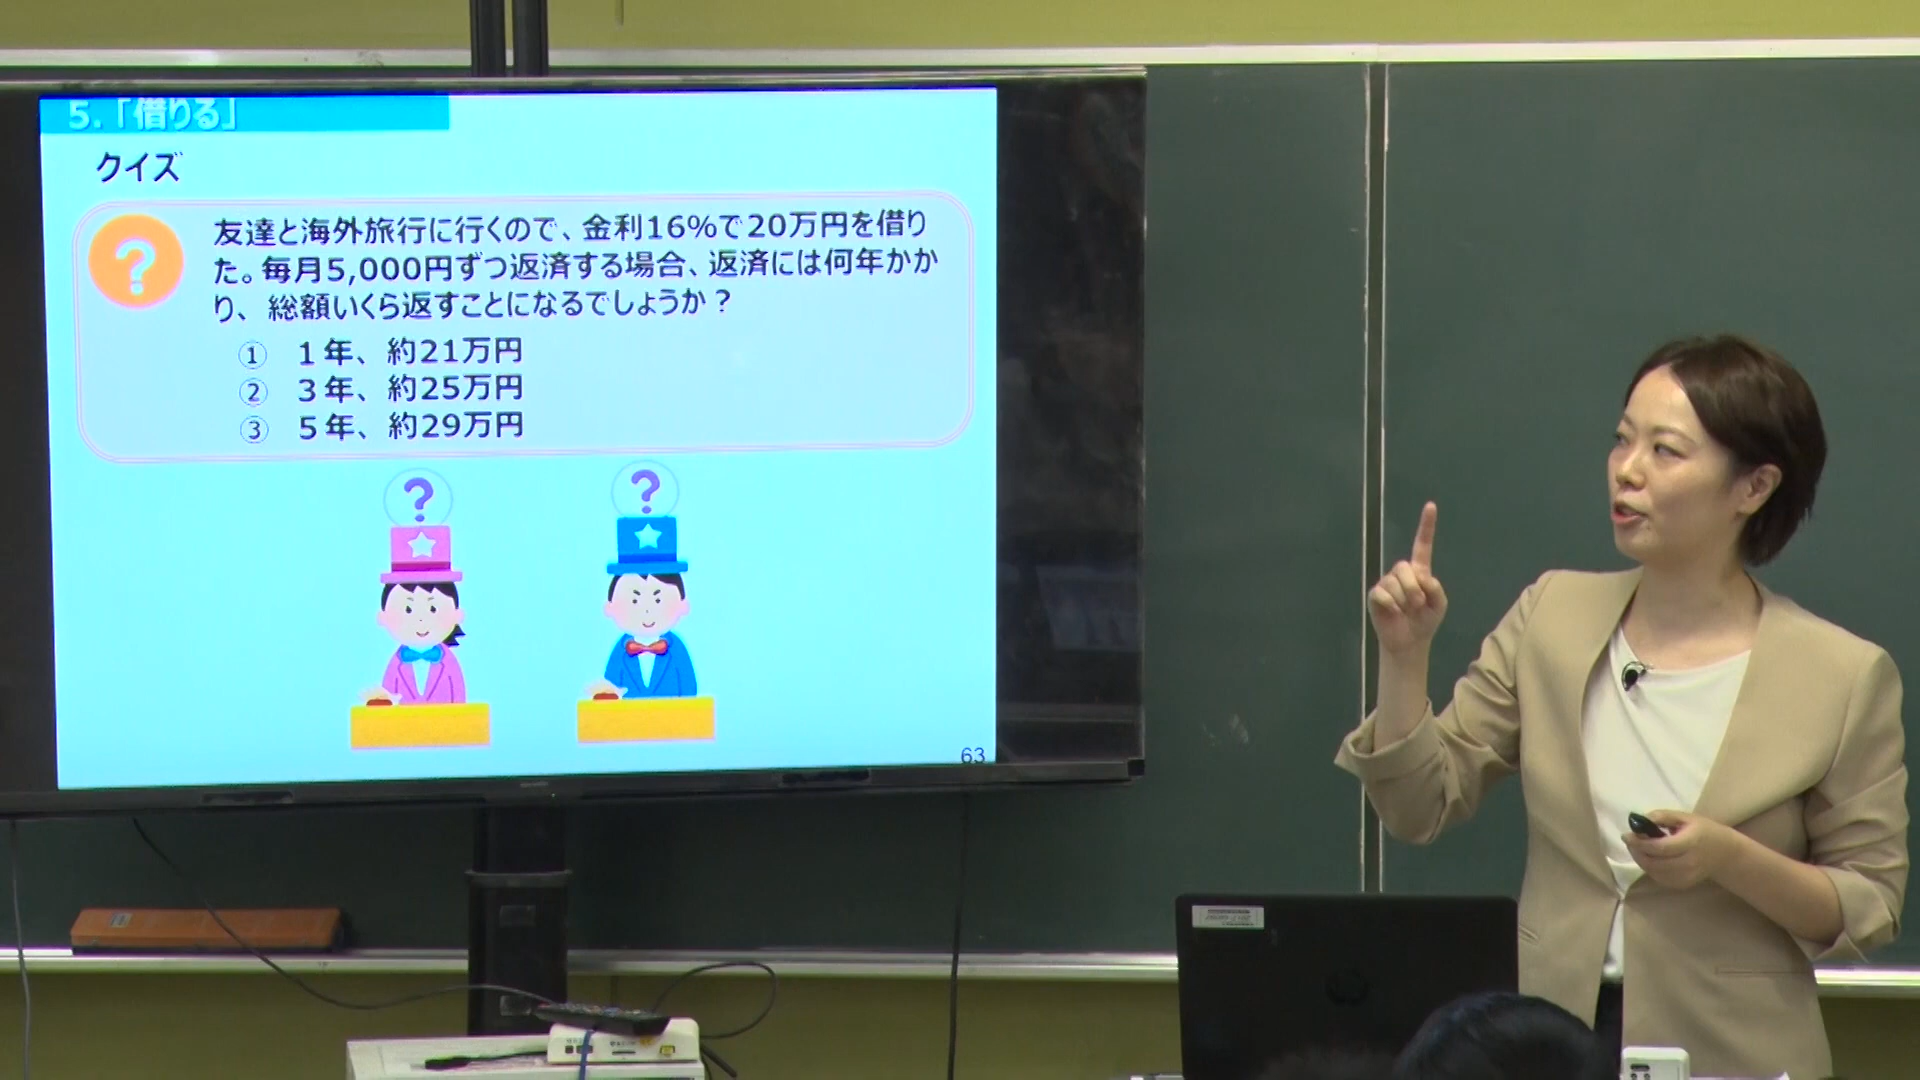 5.「借りる」
クイズ
?
友達と海外旅行に行くので、金利16%で20万円を借り
た。毎月5,000円ずつ返済する場合、返済には何年かか
り、総額いくら返すことになるでしょうか？
① 1年、約21万円
② 3年、約25万円
③ 5年、約29万円
? ?
63